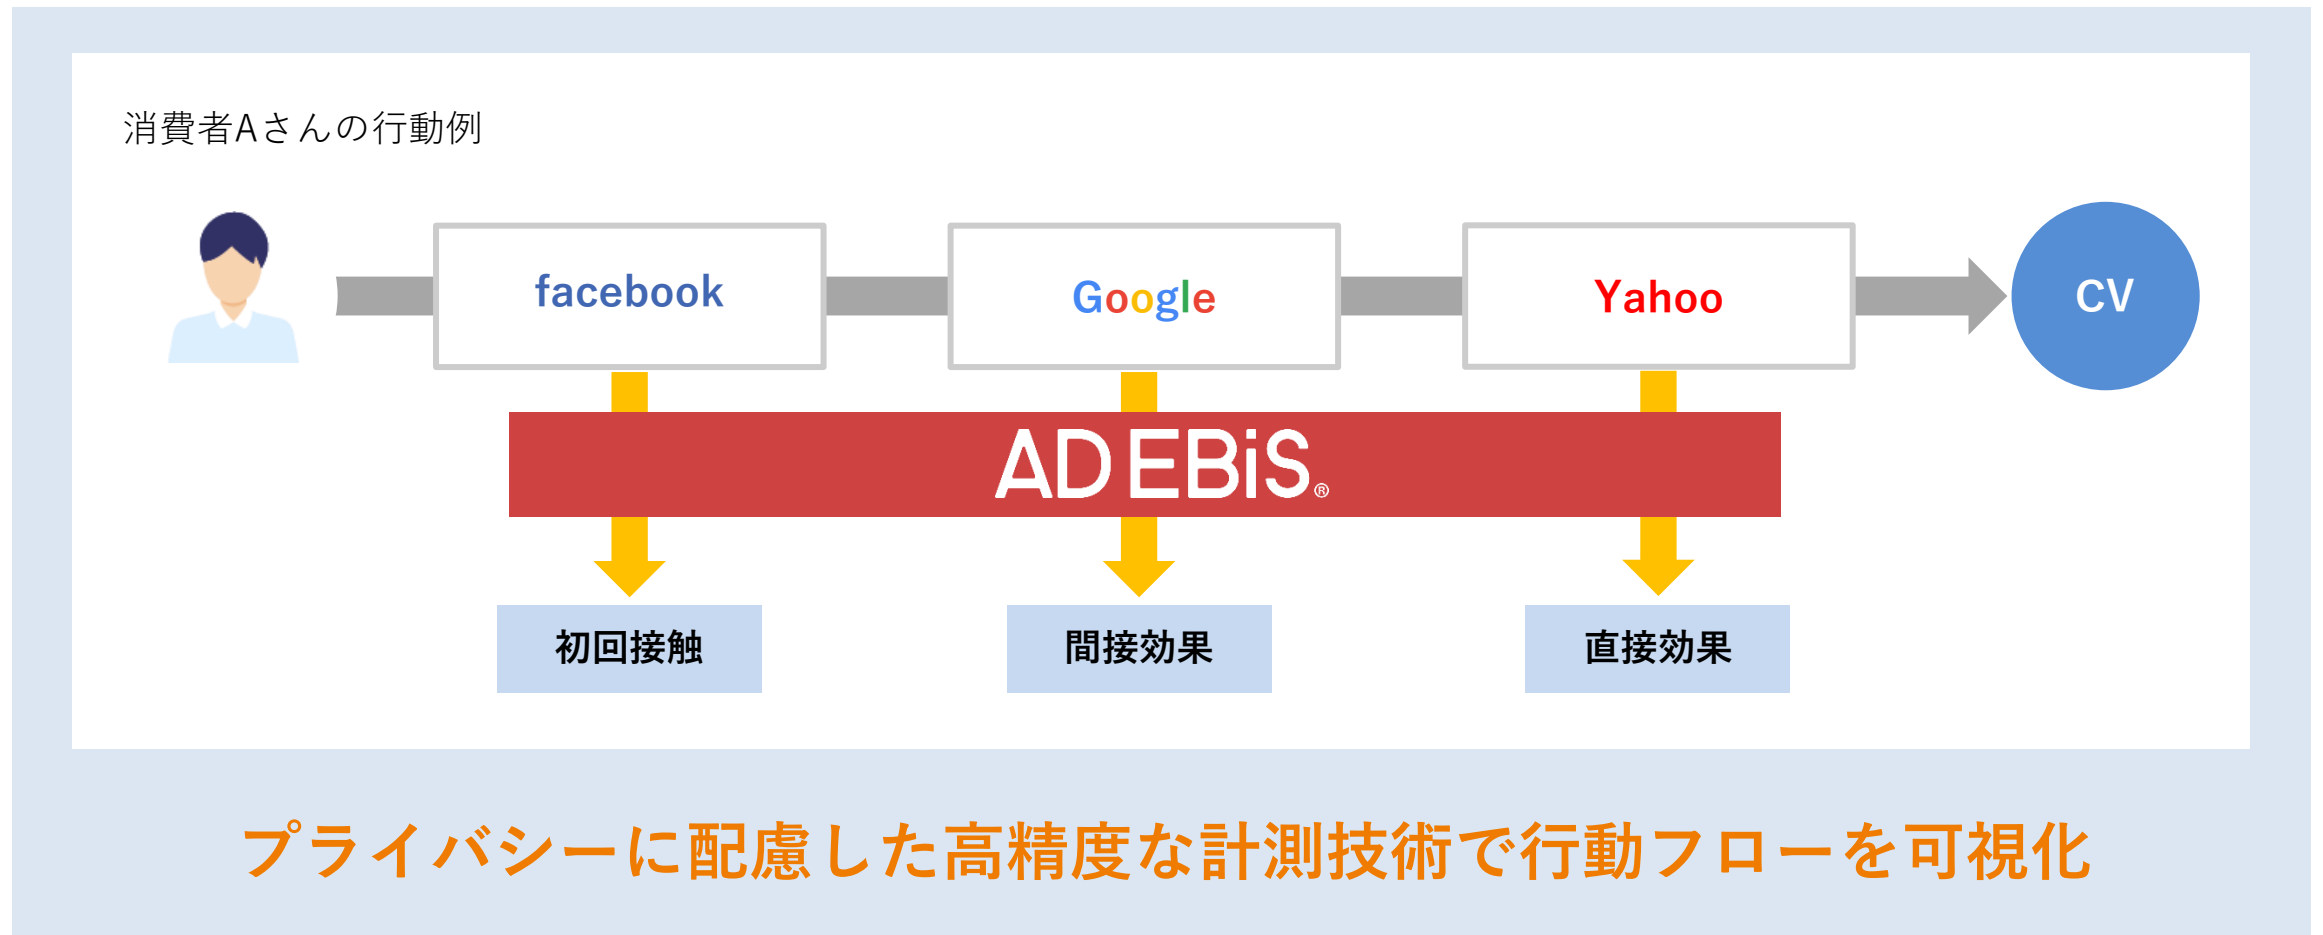 消費者Aさんの行動例
facebook
Google
Yahoo
CV
AD EBiS®
初回接触
間接効果
直接効果
プライバシーに配慮した高精度な計測技術で行動フローを可視化